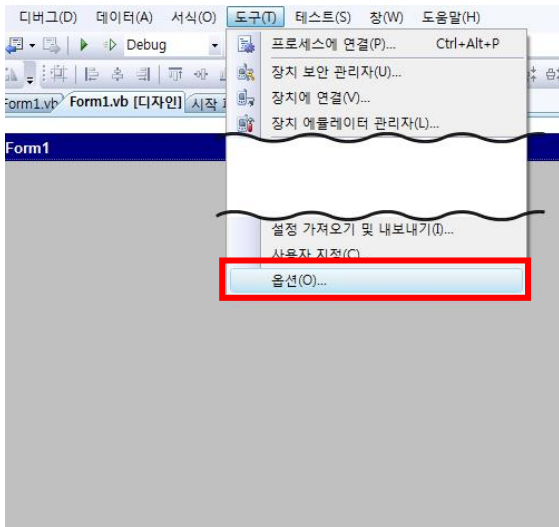 디버그(D) 데이터(A) 서식(O) 도구(T) 테스트(S) 창(W) 도움말(H)
Debug
Form1.vb Form1.vb [디자인] 시작
Form1
프로세스에 연결(P)... Ctrl+Alt+P
장치 보안 관리자(U)...
장치에 연결(V)...
장치 에뮬레이터 관리자(L)...
설정 가져오기 및 내보내기(I)...
사용자 지정(C)...
옵션(O)...